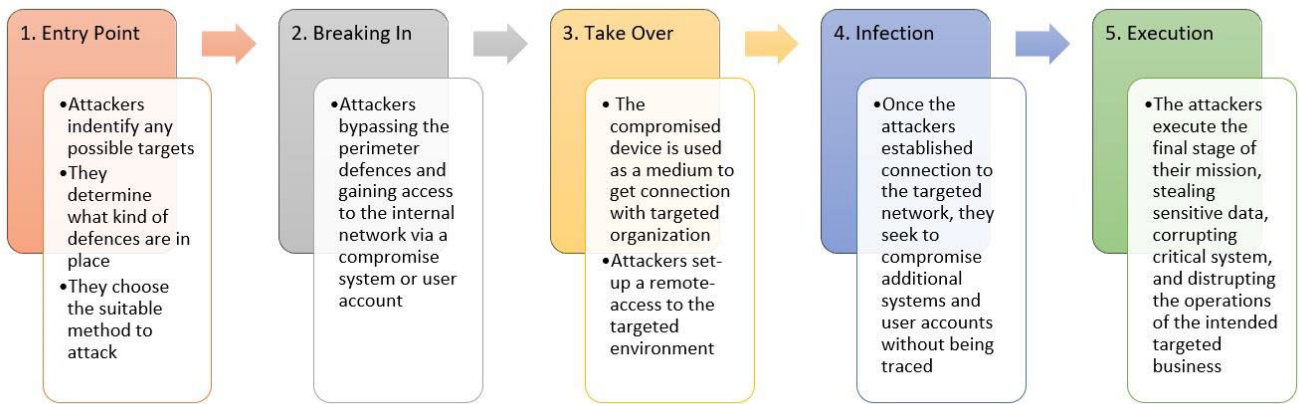 1. Entry Point
•Attackers
indentify any
possible targets
•They
determine
what kind of
defences are in
place
•They choose
the suitable
method to
attack
2. Breaking In
•Attackers
bypassing the
perimeter
defences and
gaining access
to the internal
network via a
compromise
system or user
account
3. Take Over
• The
compromised
device is used
as a medium to
get connection
with targeted
organization
•Attackers set-
up a remote-
access to the
targeted
environment
4. Infection
•Once the
attackers
established
connection to
the targeted
network, they
seek to
compromise
additional
systems and
user accounts
without being
traced
5. Execution
•The attackers
execute the
final stage of
their mission,
stealing
sensitive data,
corrupting
critical system,
and distrupting
the operations
of the intended
targeted
business